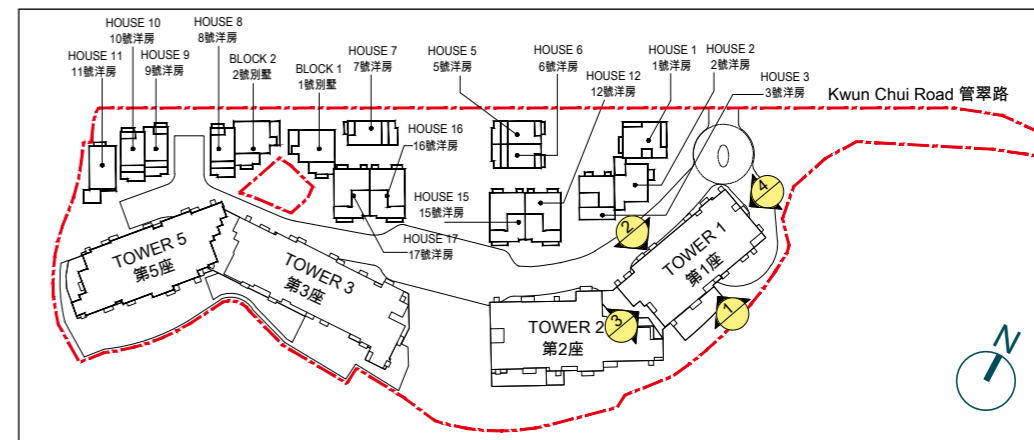 HOUSE 11
11號洋房
HOUSE 10
10號洋房
HOUSE 9
9號洋房
HOUSE 8
8號洋房
BLOCK 2
2號別墅
BLOCK 1
1號別墅
HOUSE 7
7號洋房
HOUSE 16
16號洋房
HOUSE 5
5號洋房
HOUSE 6
6號洋房
HOUSE 12
12號洋房
HOUSE 1
1號洋房
HOUSE 2
2號洋房
HOUSE 3
3號洋房
Kwun Chui Road 管翠路
HOUSE 15
15號洋房
HOUSE 17
17號洋房
TOWER 5
第5座
TOWER 3
第3座
TOWER 2
第2座
TOWER 1
第1座
1
2
3
4
N